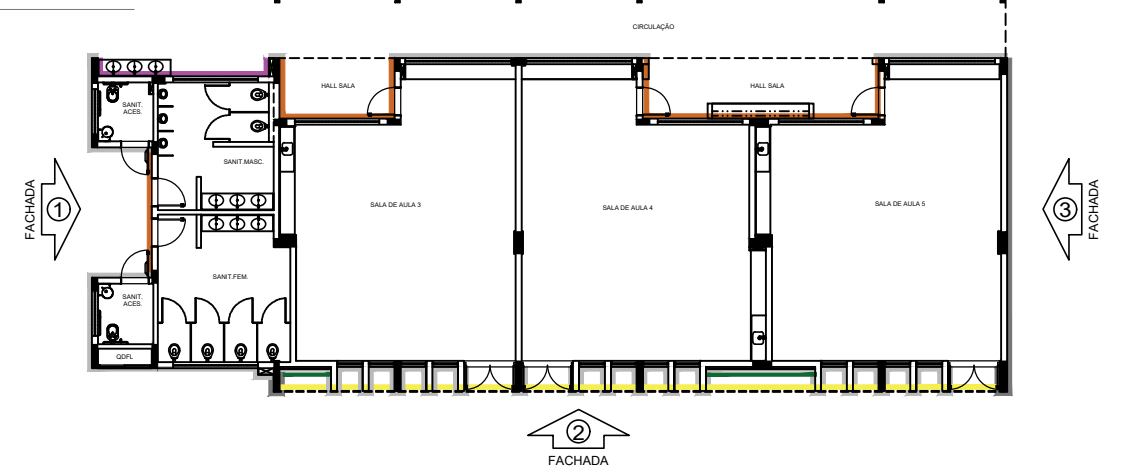 CIRCULAÇÃO
HALL SALA
HALL SALA
SANIT.
ACES.
SANIT.MASC.
FACHADA
1
SALA DE AULA 3
SALA DE AULA 4
SALA DE AULA 5
3
FACHADA
SANIT.FEM.
SANIT.
ACES.
QDFL
2
FACHADA